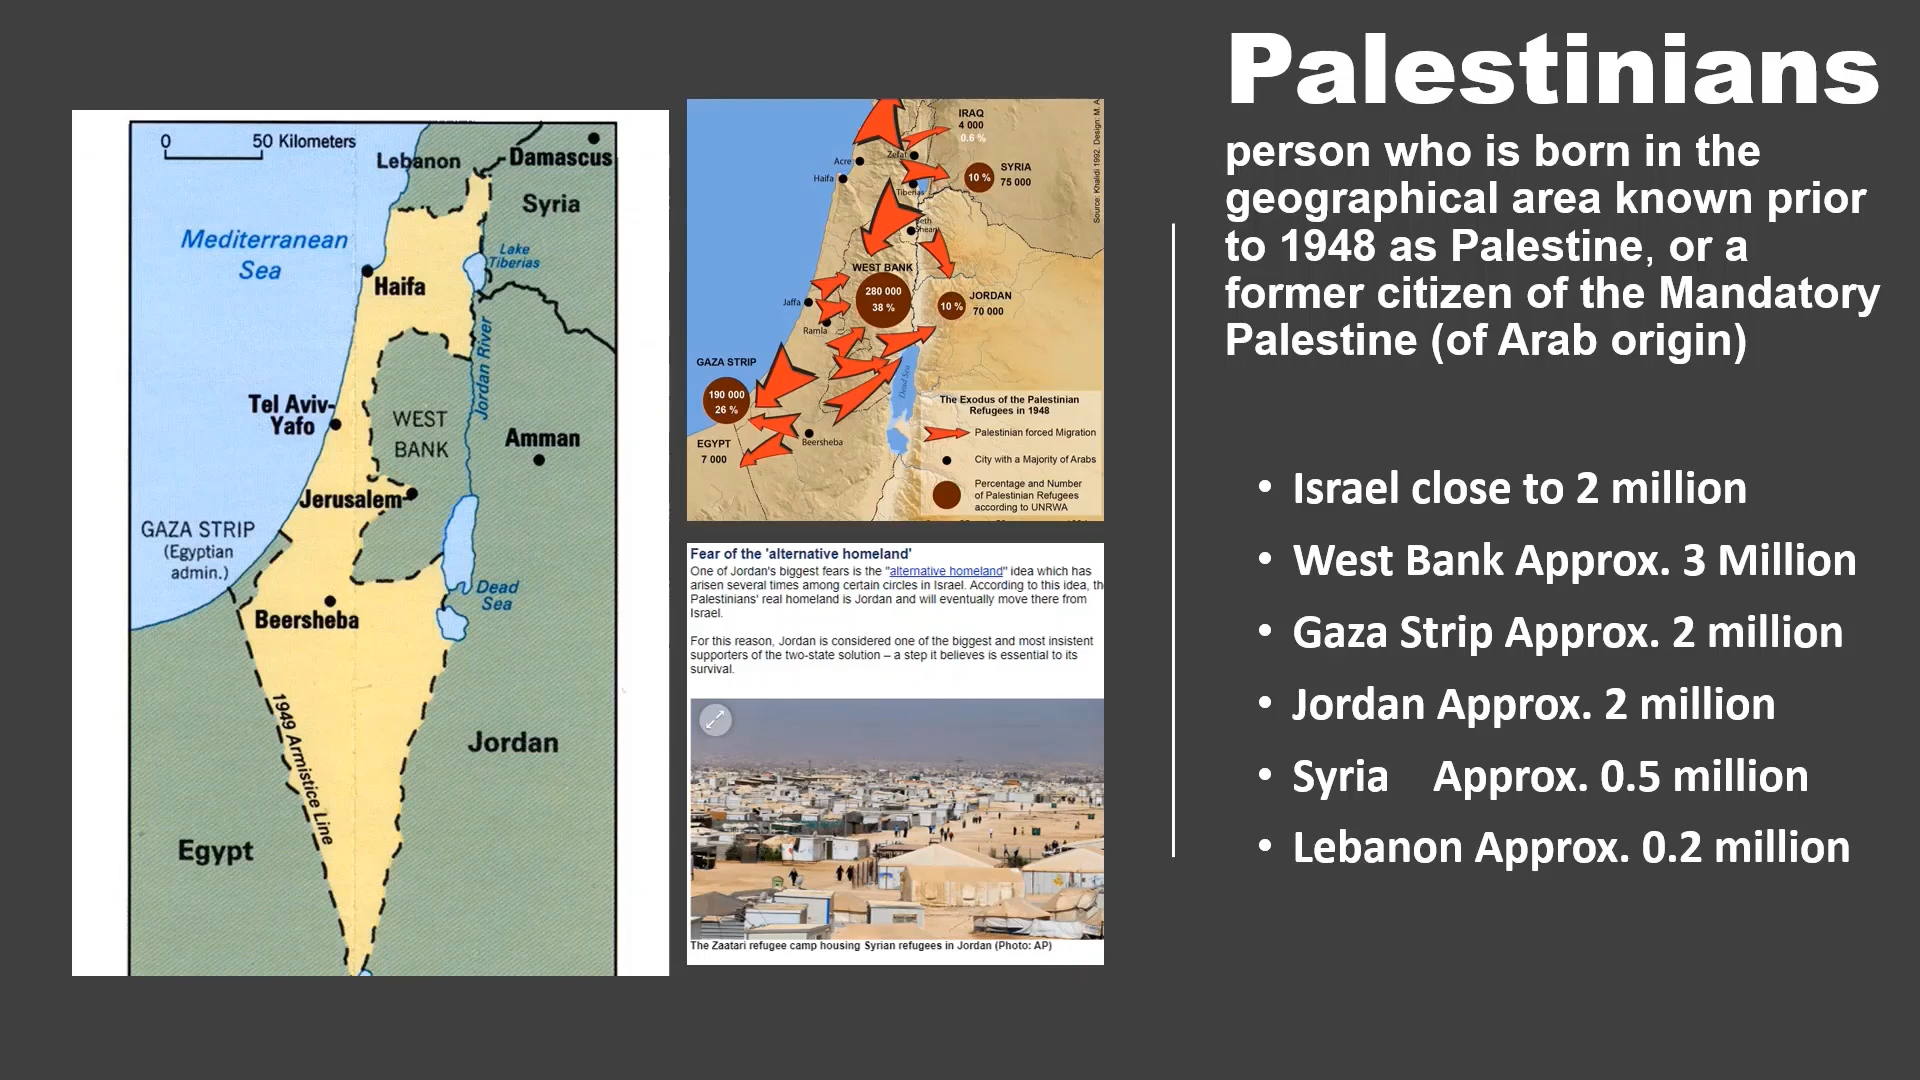 Palestinians
person who is born in the
geographical area known prior
to 1948 as Palestine, or a
former citizen of the Mandatory
Palestine (of Arab origin)
• Israel close to 2 million
• West Bank Approx. 3 Million
• Gaza Strip Approx. 2 million
• Jordan Approx. 2 million
• Syria Approx. 0.5 million
• Lebanon Approx. 0.2 million
0 50 Kilometers
Lebanon
Damascus
Syria
Mediterranean
Sea
Lake
Tiberias
Haifa
Jordan River
Tel Aviv-
Yafo
WEST
BANK
Amman
Jerusalem
GAZA STRIP
(Egyptian
admin.)
Dead
Sea
Beersheba
1949 Armistice Line
Jordan
Egypt
IRAQ
4 000
0.6 %
Acre
Zefat
Haifa
SYRIA
10 %
75 000
Tiberias
Beth
Shean
WEST BANK
280 000
38 %
JORDAN
10 %
70 000
Jaffa
Ramla
GAZA STRIP
190 000
26 %
Dead Sea
EGYPT
7 000
Beersheba
The Exodus of the Palestinian
Refugees in 1948
Palestinian forced Migration
City with a Majority of Arabs
Percentage and Number
of Palestinian Refugees
according to UNRWA
Source: Khalidi 1992. Design: M. A
Fear of the 'alternative homeland'
One of Jordan's biggest fears is the "alternative homeland" idea which has
arisen several times among certain circles in Israel. According to this idea, th
Palestinians' real homeland is Jordan and will eventually move there from
Israel.
For this reason, Jordan is considered one of the biggest and most insistent
supporters of the two-state solution – a step it believes is essential to its
survival.
The Zaatari refugee camp housing Syrian refugees in Jordan (Photo: AP)